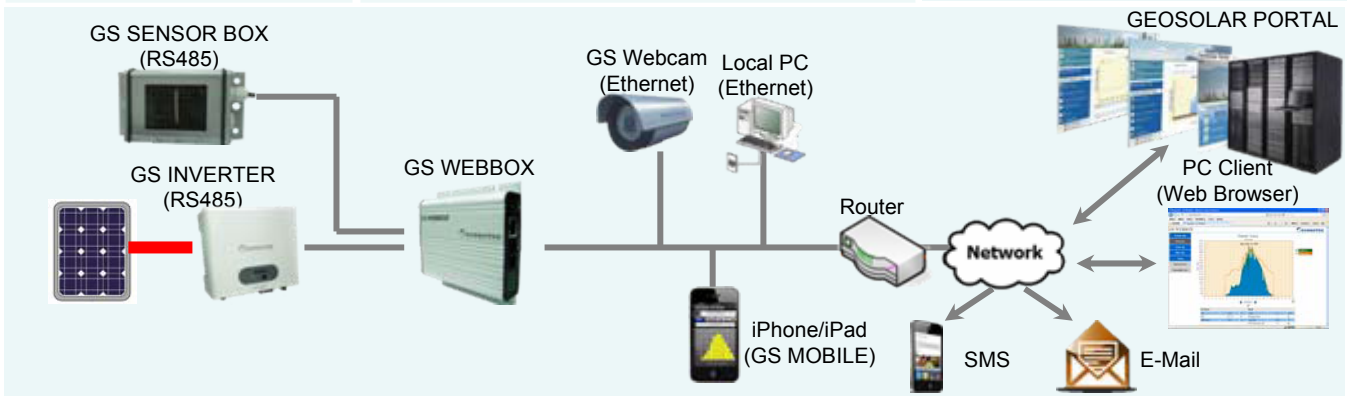 GS SENSOR BOX
(RS485)
GS INVERTER
(RS485)
GS WEBBOX
GS Webcam
(Ethernet)
Local PC
(Ethernet)
iPhone/iPad
(GS MOBILE)
Router
Network
SMS
E-Mail
GEOSOLAR PORTAL
PC Client
(Web Browser)